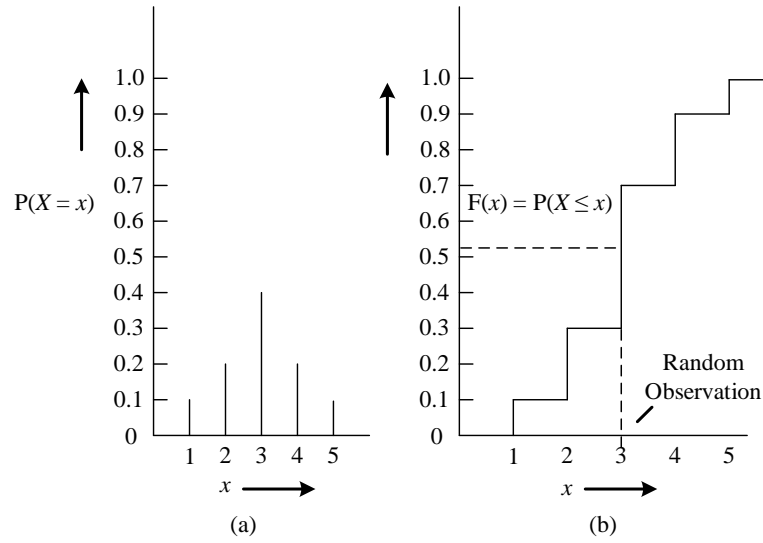 1.0
0.9
0.8
0.7
0.6
0.5
0.4
0.3
0.2
0.1
0
P(X = x)
1 2 3 4 5
x
(a)
1.0
0.9
0.8
0.7
0.6
0.5
0.4
0.3
0.2
0.1
0
F(x) = P(X ≤ x)
Random
Observation
1 2 3 4 5
x
(b)